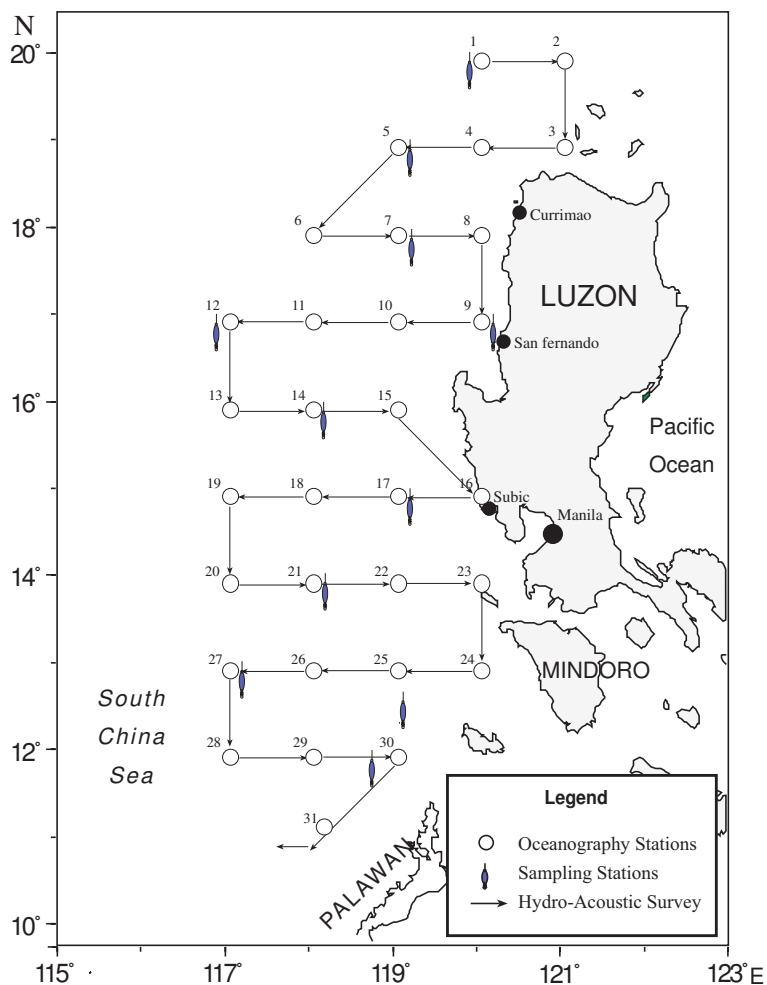 N
20°
1 2
5 4 3
18°
6 7 8
Currimao
LUZON
12 11 10 9
San fernando
16°
13 14 15
Pacific
Ocean
19 18 17 16
Subic
Manila
14°
20 21 22 23
27 26 25 24
MINDORO
South
China
Sea
12°
28 29 30
31
PALAWAN
Legend
Oceanography Stations
Sampling Stations
Hydro-Acoustic Survey
10°
115° 117° 119° 121° 123° E